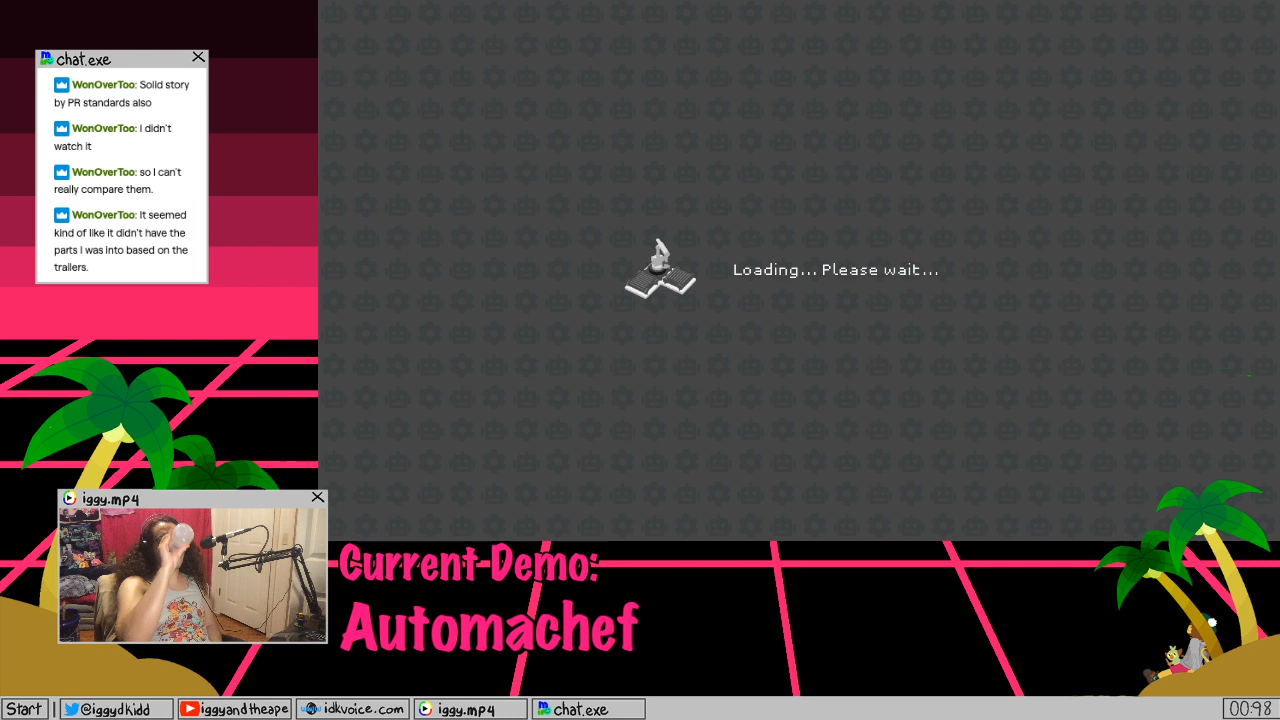 chat.exe
WonOverToo: Solid story
by PR standards also
WonOverToo: I didn't
watch it
WonOverToo: so I can't
really compare them.
WonOverToo: It seemed
kind of like it didn't have the
parts I was into based on the
trailers.
Loading... Please wait...
iggy.mp4
Current Demo:
Automachef
Start | @iggydkidd iggyandtheape idkvoice.com iggy.mp4 chat.exe 00:98